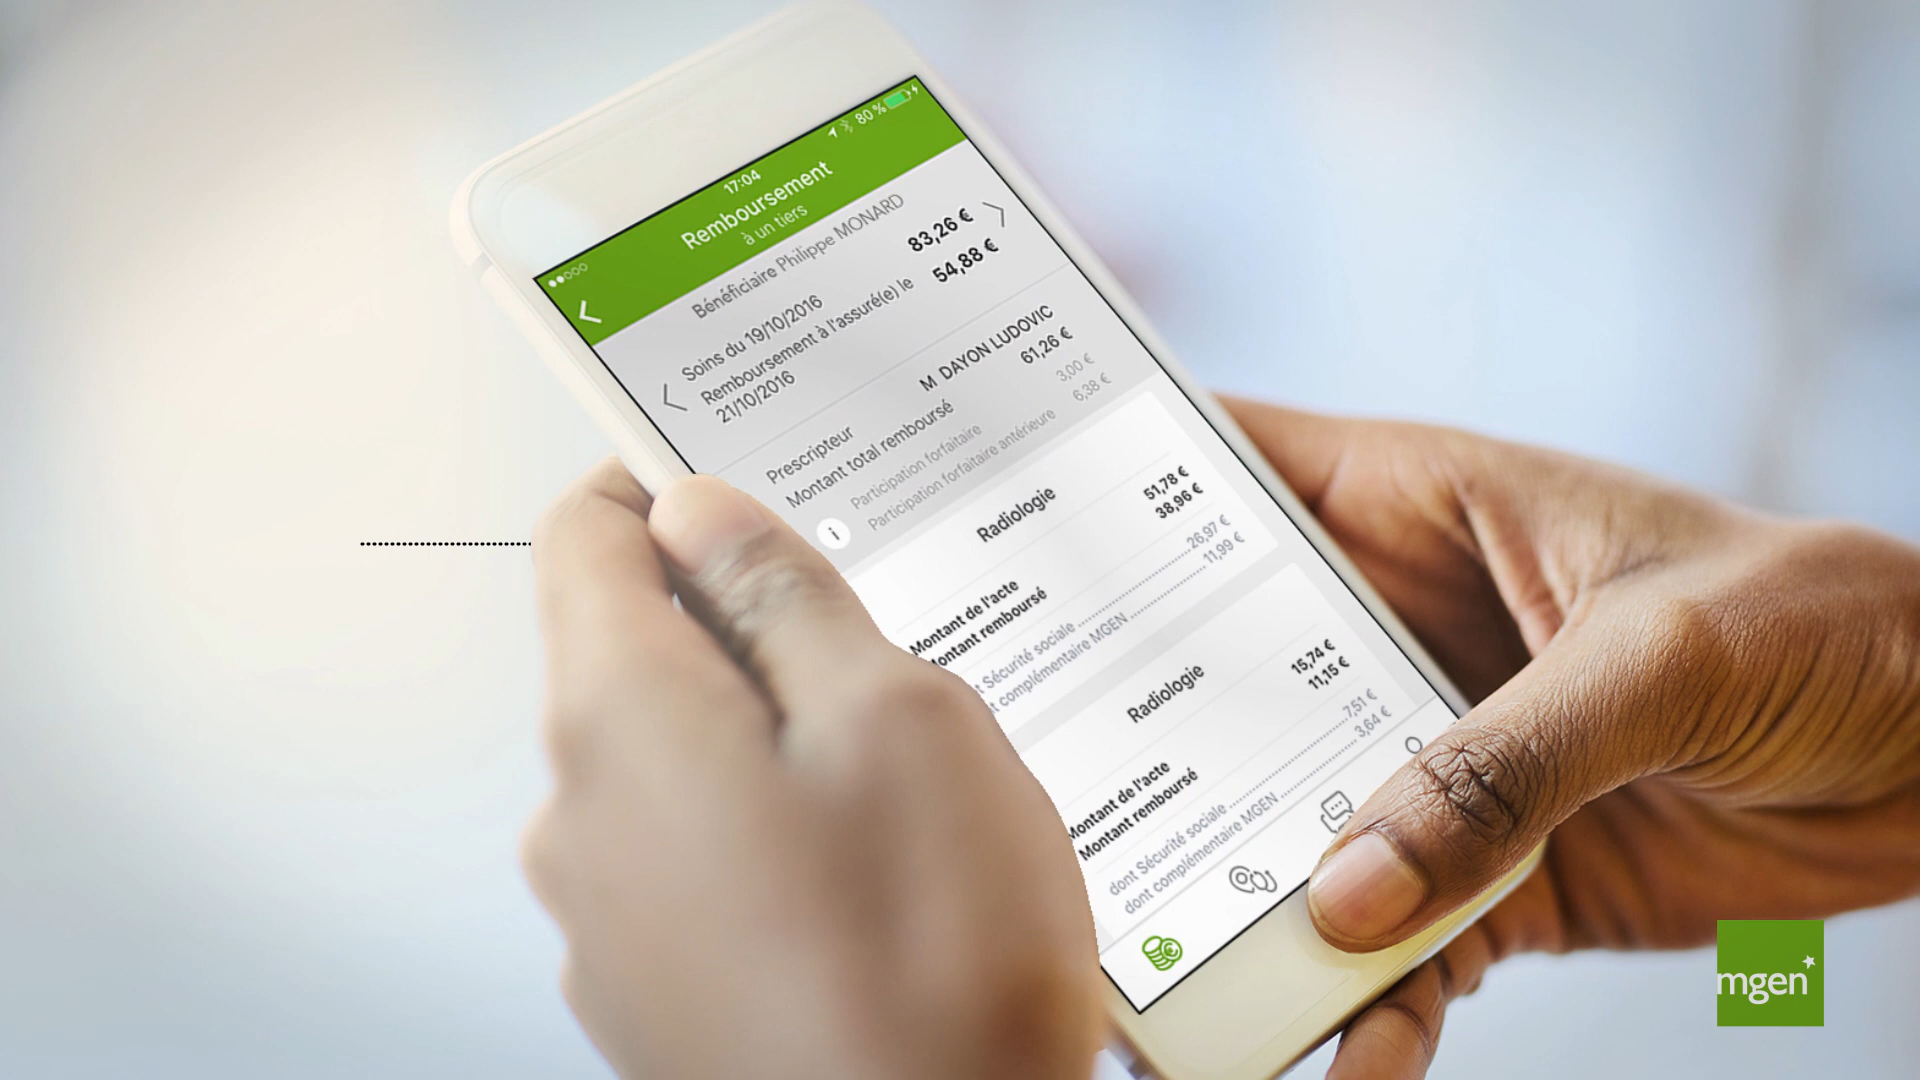 17:04
80 %
Remboursement
à un tiers
Bénéficiaire Philippe MONARD
Soins du 19/10/2016 83,26 €
Remboursement à l'assuré(e) le 54,88 €
21/10/2016
Prescripteur M DAYON LUDOVIC
Montant total remboursé 61,26 €
Participation forfaitaire 3,00 €
Participation forfaitaire antérieure 6,38 €
i
Radiologie
Montant de l'acte 51,78 €
ontant remboursé 38,96 €
t Sécurité sociale 26,97 €
t complémentaire MGEN 11,99 €
Radiologie
Montant de l'acte 15,74 €
Montant remboursé 11,15 €
dont Sécurité sociale 7,51 €
dont complémentaire MGEN 3,64 €
mgen